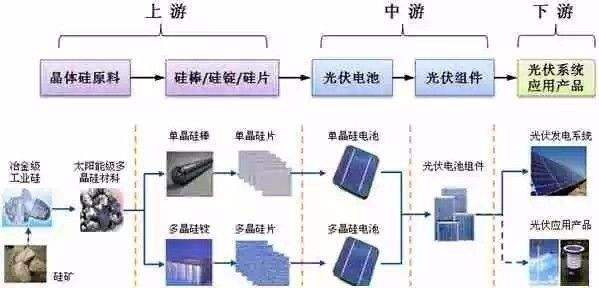 上 游
中 游
下 游
晶体硅原料
硅棒/硅锭/硅片
光伏电池
光伏组件
光伏系统
应用产品
冶金级
工业硅
硅矿
太阳能级多
晶硅材料
单晶硅棒
单晶硅片
单晶硅电池
多晶硅锭
多晶硅片
多晶硅电池
光伏电池组件
光伏发电系统
光伏应用产品